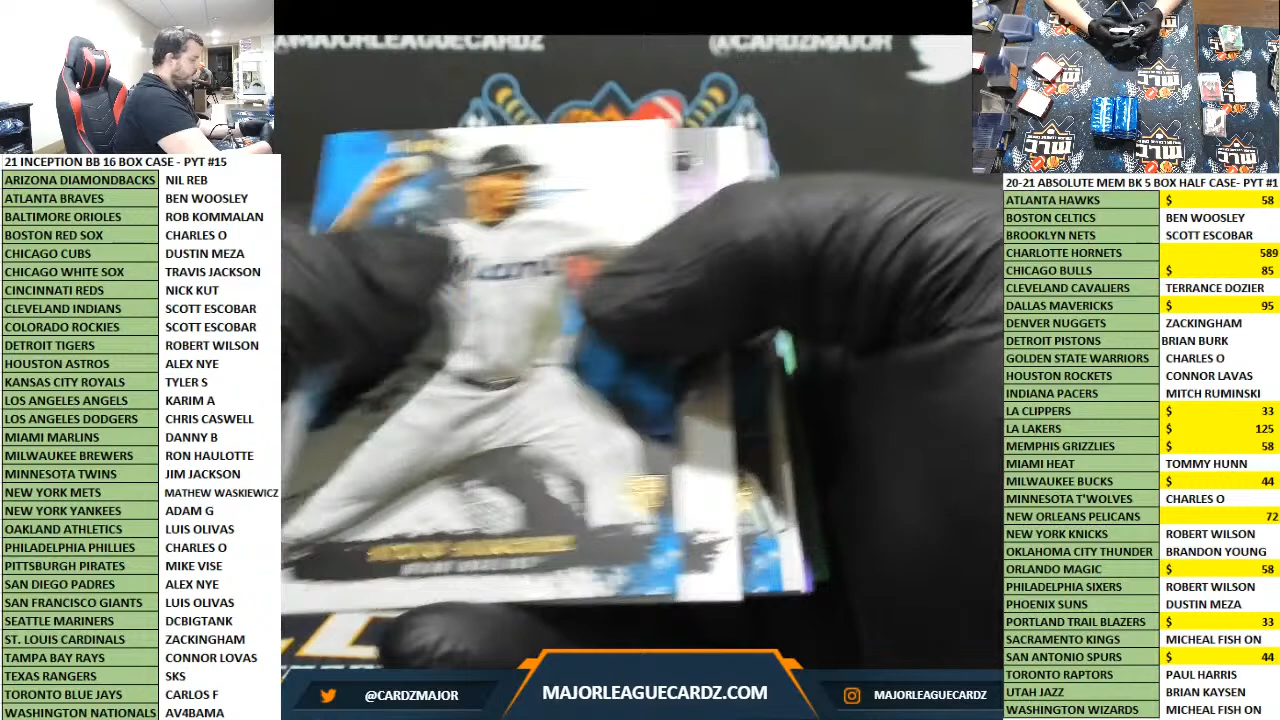 @MAJORLEAGUECARDZ
@CARDZMAJOR
21 INCEPTION BB 16 BOX CASE - PYT #15
ARIZONA DIAMONDBACKS NIL REB
ATLANTA BRAVES BEN WOOSLEY
BALTIMORE ORIOLES ROB KOMMALAN
BOSTON RED SOX CHARLES O
CHICAGO CUBS DUSTIN MEZA
CHICAGO WHITE SOX TRAVIS JACKSON
CINCINNATI REDS NICK KUT
CLEVELAND INDIANS SCOTT ESCOBAR
COLORADO ROCKIES SCOTT ESCOBAR
DETROIT TIGERS ROBERT WILSON
HOUSTON ASTROS ALEX NYE
KANSAS CITY ROYALS TYLER S
LOS ANGELES ANGELS KARIM A
LOS ANGELES DODGERS CHRIS CASWELL
MIAMI MARLINS DANNY B
MILWAUKEE BREWERS RON HAULOTTE
MINNESOTA TWINS JIM JACKSON
NEW YORK METS MATHEW WASKIEWICZ
NEW YORK YANKEES ADAM G
OAKLAND ATHLETICS LUIS OLIVAS
PHILADELPHIA PHILLIES CHARLES O
PITTSBURGH PIRATES MIKE VISE
SAN DIEGO PADRES ALEX NYE
SAN FRANCISCO GIANTS LUIS OLIVAS
SEATTLE MARINERS DCBIGTANK
ST. LOUIS CARDINALS ZACKINGHAM
TAMPA BAY RAYS CONNOR LOVAS
TEXAS RANGERS SKS
TORONTO BLUE JAYS CARLOS F
WASHINGTON NATIONALS AV4BAMA
20-21 ABSOLUTE MEM BK 5 BOX HALF CASE- PYT #1
ATLANTA HAWKS $ 58
BOSTON CELTICS BEN WOOSLEY
BROOKLYN NETS SCOTT ESCOBAR
CHARLOTTE HORNETS 589
CHICAGO BULLS $ 85
CLEVELAND CAVALIERS TERRANCE DOZIER
DALLAS MAVERICKS $ 95
DENVER NUGGETS ZACKINGHAM
DETROIT PISTONS BRIAN BURK
GOLDEN STATE WARRIORS CHARLES O
HOUSTON ROCKETS CONNOR LAVAS
INDIANA PACERS MITCH RUMINSKI
LA CLIPPERS $ 33
LA LAKERS $ 125
MEMPHIS GRIZZLIES $ 58
MIAMI HEAT TOMMY HUNN
MILWAUKEE BUCKS $ 44
MINNESOTA T'WOLVES CHARLES O
NEW ORLEANS PELICANS 72
NEW YORK KNICKS ROBERT WILSON
OKLAHOMA CITY THUNDER BRANDON YOUNG
ORLANDO MAGIC $ 58
PHILADELPHIA SIXERS ROBERT WILSON
PHOENIX SUNS DUSTIN MEZA
PORTLAND TRAIL BLAZERS $ 33
SACRAMENTO KINGS MICHEAL FISH ON
SAN ANTONIO SPURS $ 44
TORONTO RAPTORS PAUL HARRIS
UTAH JAZZ BRIAN KAYSEN
WASHINGTON WIZARDS MICHEAL FISH ON
@CARDZMAJOR
MAJORLEAGUECARDZ.COM
MAJORLEAGUECARDZ